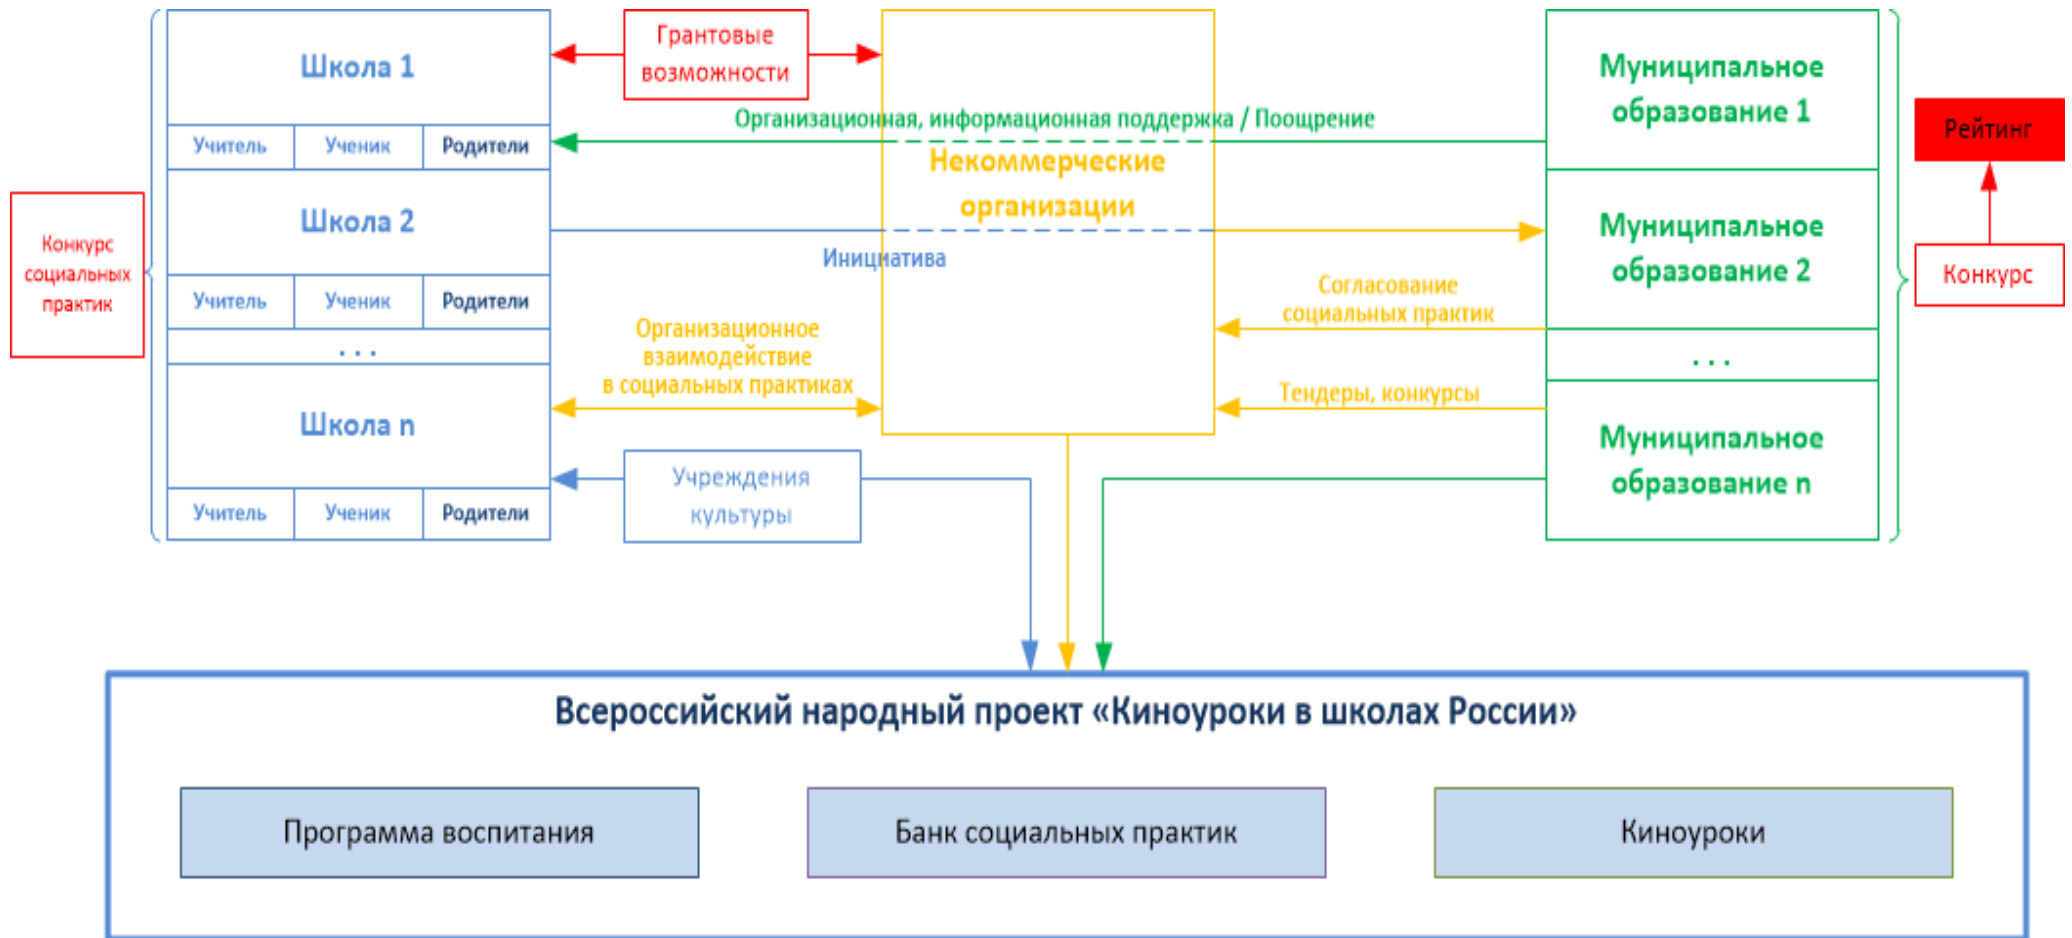 Школа 1
Учитель
Ученик
Родители
Школа 2
Учитель
Ученик
Родители
. . .
Школа n
Учитель
Ученик
Родители
Конкурс
социальных
практик
Грантовые
возможности
Организационная, информационная поддержка / Поощрение
Некоммерческие
организации
Инициатива
Организационное
взаимодействие
в социальных практиках
Учреждения
культуры
Согласование
социальных практик
Тендеры, конкурсы
Муниципальное
образование 1
Муниципальное
образование 2
. . .
Муниципальное
образование n
Рейтинг
Конкурс
Всероссийский народный проект «Киноуроки в школах России»
Программа воспитания
Банк социальных практик
Киноуроки